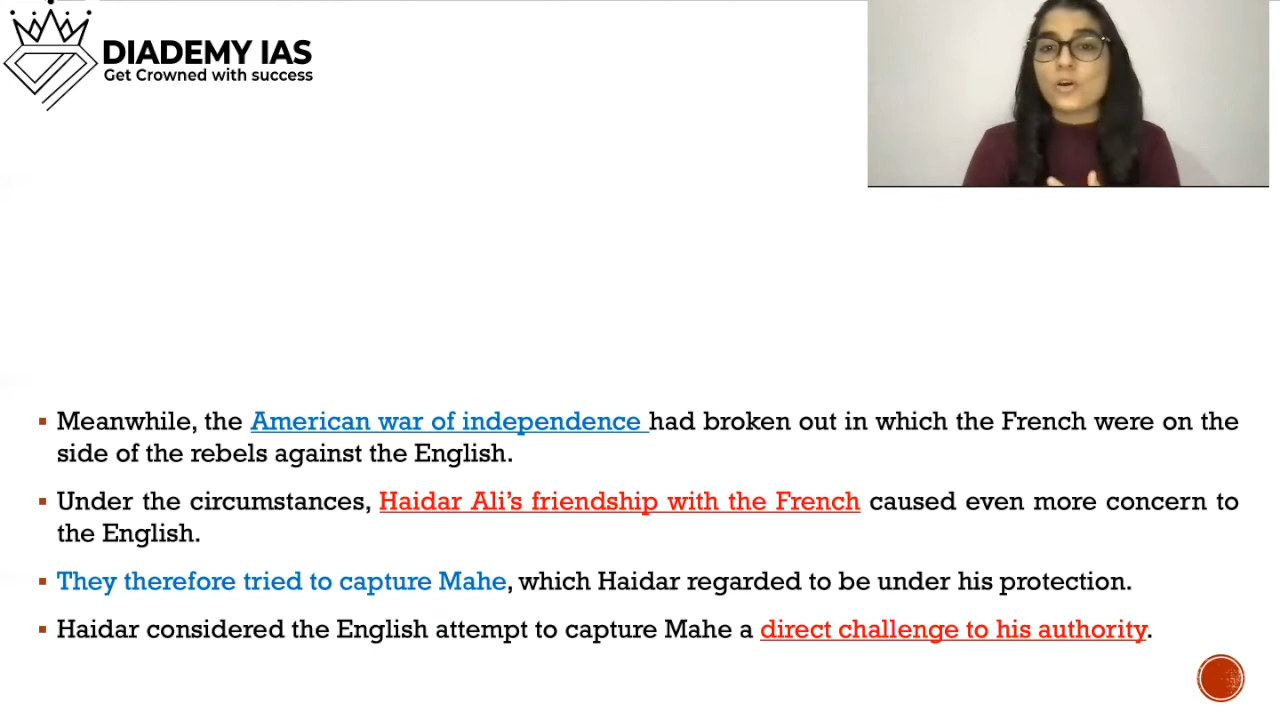 DIADEMY IAS
Get Crowned with success
Meanwhile, the American war of independence had broken out in which the French were on the
side of the rebels against the English.
Under the circumstances, Haidar Ali’s friendship with the French caused even more concern to
the English.
They therefore tried to capture Mahe, which Haidar regarded to be under his protection.
Haidar considered the English attempt to capture Mahe a direct challenge to his authority.